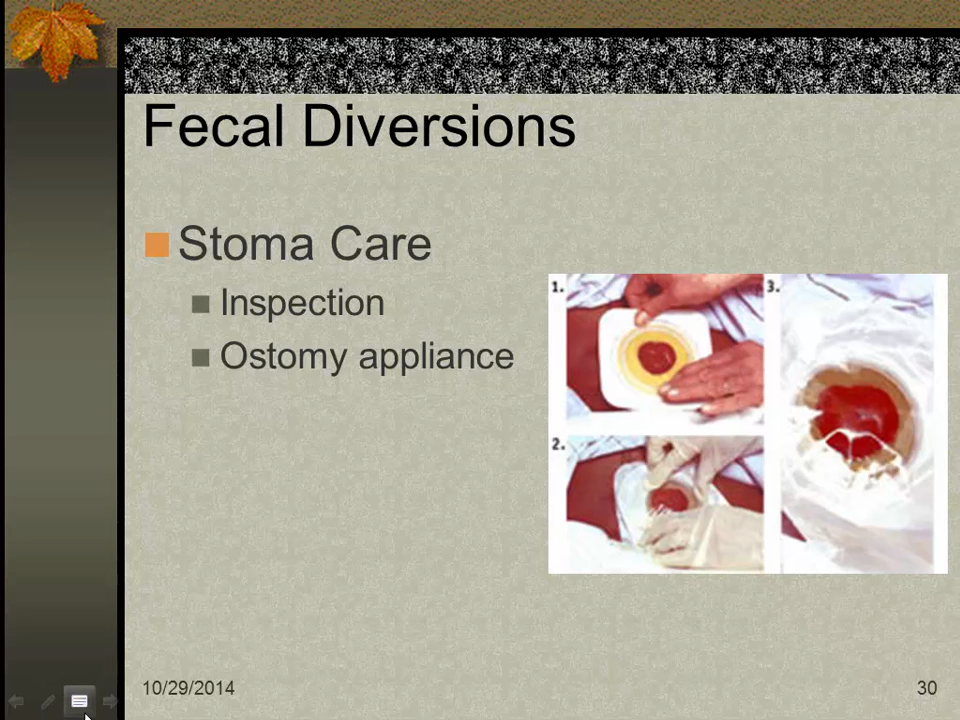 Fecal Diversions
Stoma Care
Inspection
Ostomy appliance
1.
3.
2.
10/29/2014
30